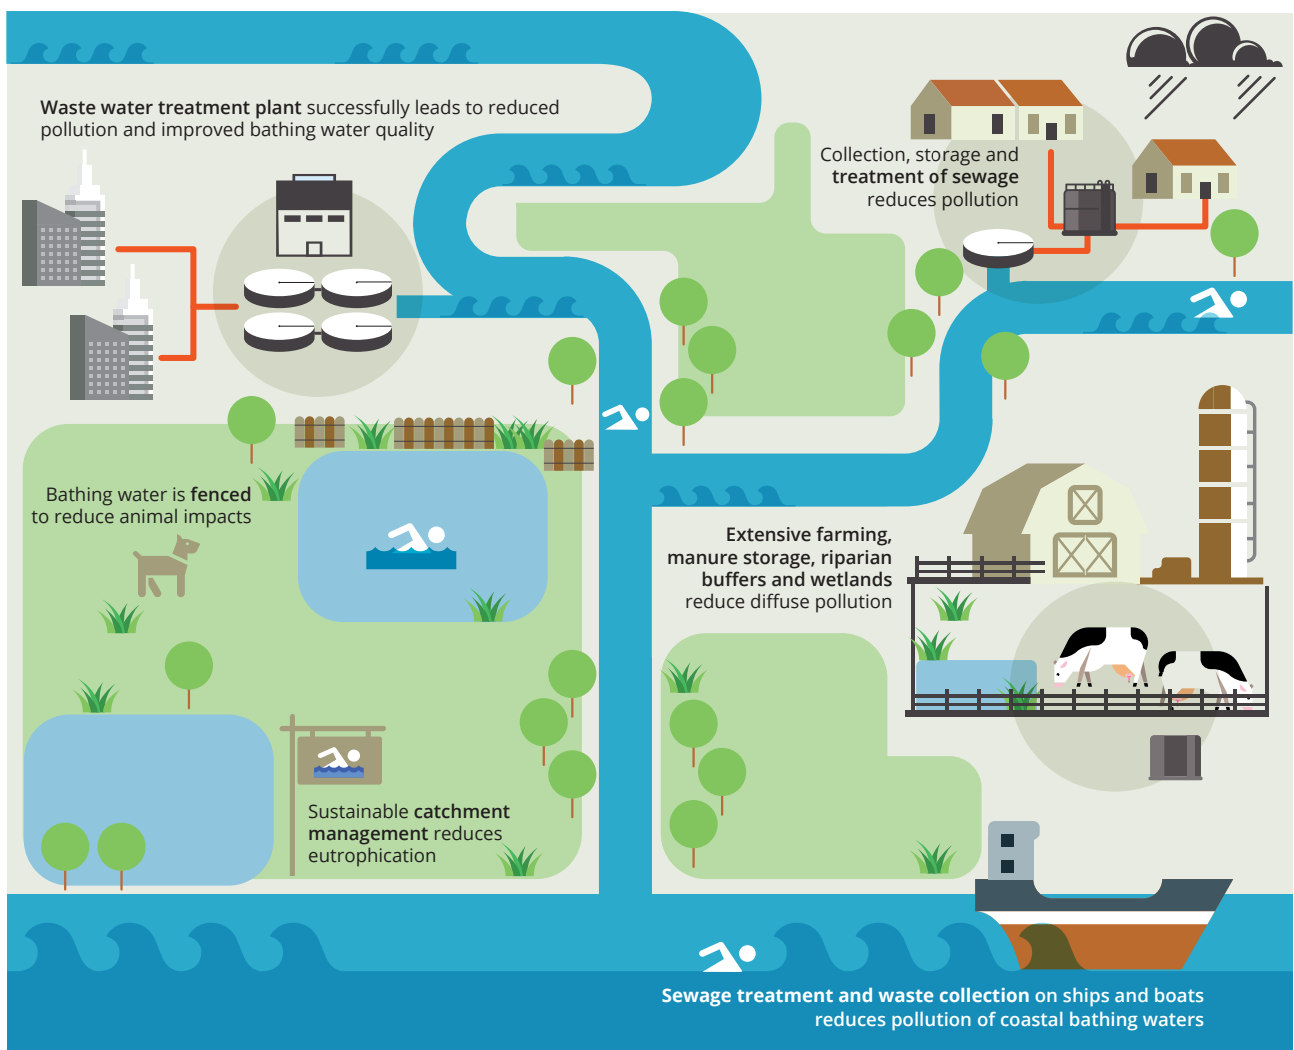 Waste water treatment plant successfully leads to reduced
pollution and improved bathing water quality
Collection, storage and
treatment of sewage
reduces pollution
Bathing water is fenced
to reduce animal impacts
Extensive farming,
manure storage, riparian
buffers and wetlands
reduce diffuse pollution
Sustainable catchment
management reduces
eutrophication
Sewage treatment and waste collection on ships and boats
reduces pollution of coastal bathing waters